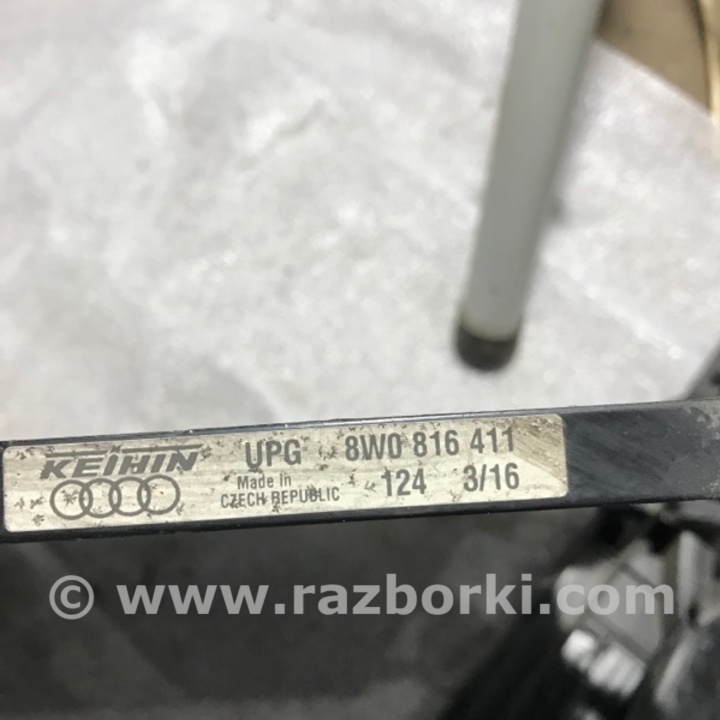 KEIHIN UPG 8W0 816 411
Made in
CZECH REPUBLIC 124 3/16
© www.razborki.com